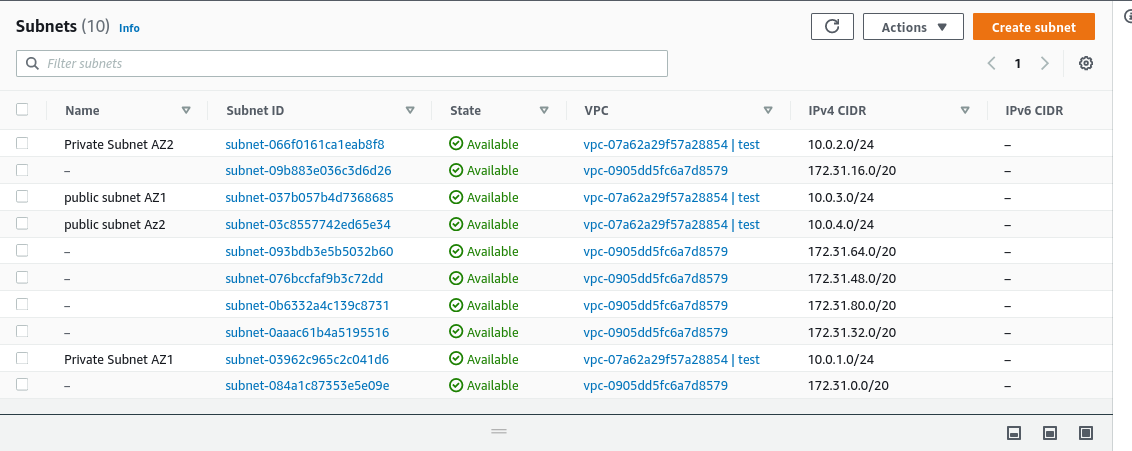 Subnets (10) Info Actions Create subnet
Filter subnets 1
Name Subnet ID State VPC IPv4 CIDR IPv6 CIDR
Private Subnet AZ2 subnet-066f0161ca1eab8f8 Available vpc-07a62a29f57a28854 | test 10.0.2.0/24 –
– subnet-09b883e036c3d6d26 Available vpc-0905dd5fc6a7d8579 172.31.16.0/20 –
public subnet AZ1 subnet-037b057b4d7368685 Available vpc-07a62a29f57a28854 | test 10.0.3.0/24 –
public subnet Az2 subnet-03c8557742ed65e34 Available vpc-07a62a29f57a28854 | test 10.0.4.0/24 –
– subnet-093bdb3e5b5032b60 Available vpc-0905dd5fc6a7d8579 172.31.64.0/20 –
– subnet-076bccfaf9b3c72dd Available vpc-0905dd5fc6a7d8579 172.31.48.0/20 –
– subnet-0b6332a4c139c8731 Available vpc-0905dd5fc6a7d8579 172.31.80.0/20 –
– subnet-0aaac61b4a5195516 Available vpc-0905dd5fc6a7d8579 172.31.32.0/20 –
Private Subnet AZ1 subnet-03962c965c2c041d6 Available vpc-07a62a29f57a28854 | test 10.0.1.0/24 –
– subnet-084a1c87353e5e09e Available vpc-0905dd5fc6a7d8579 172.31.0.0/20 –